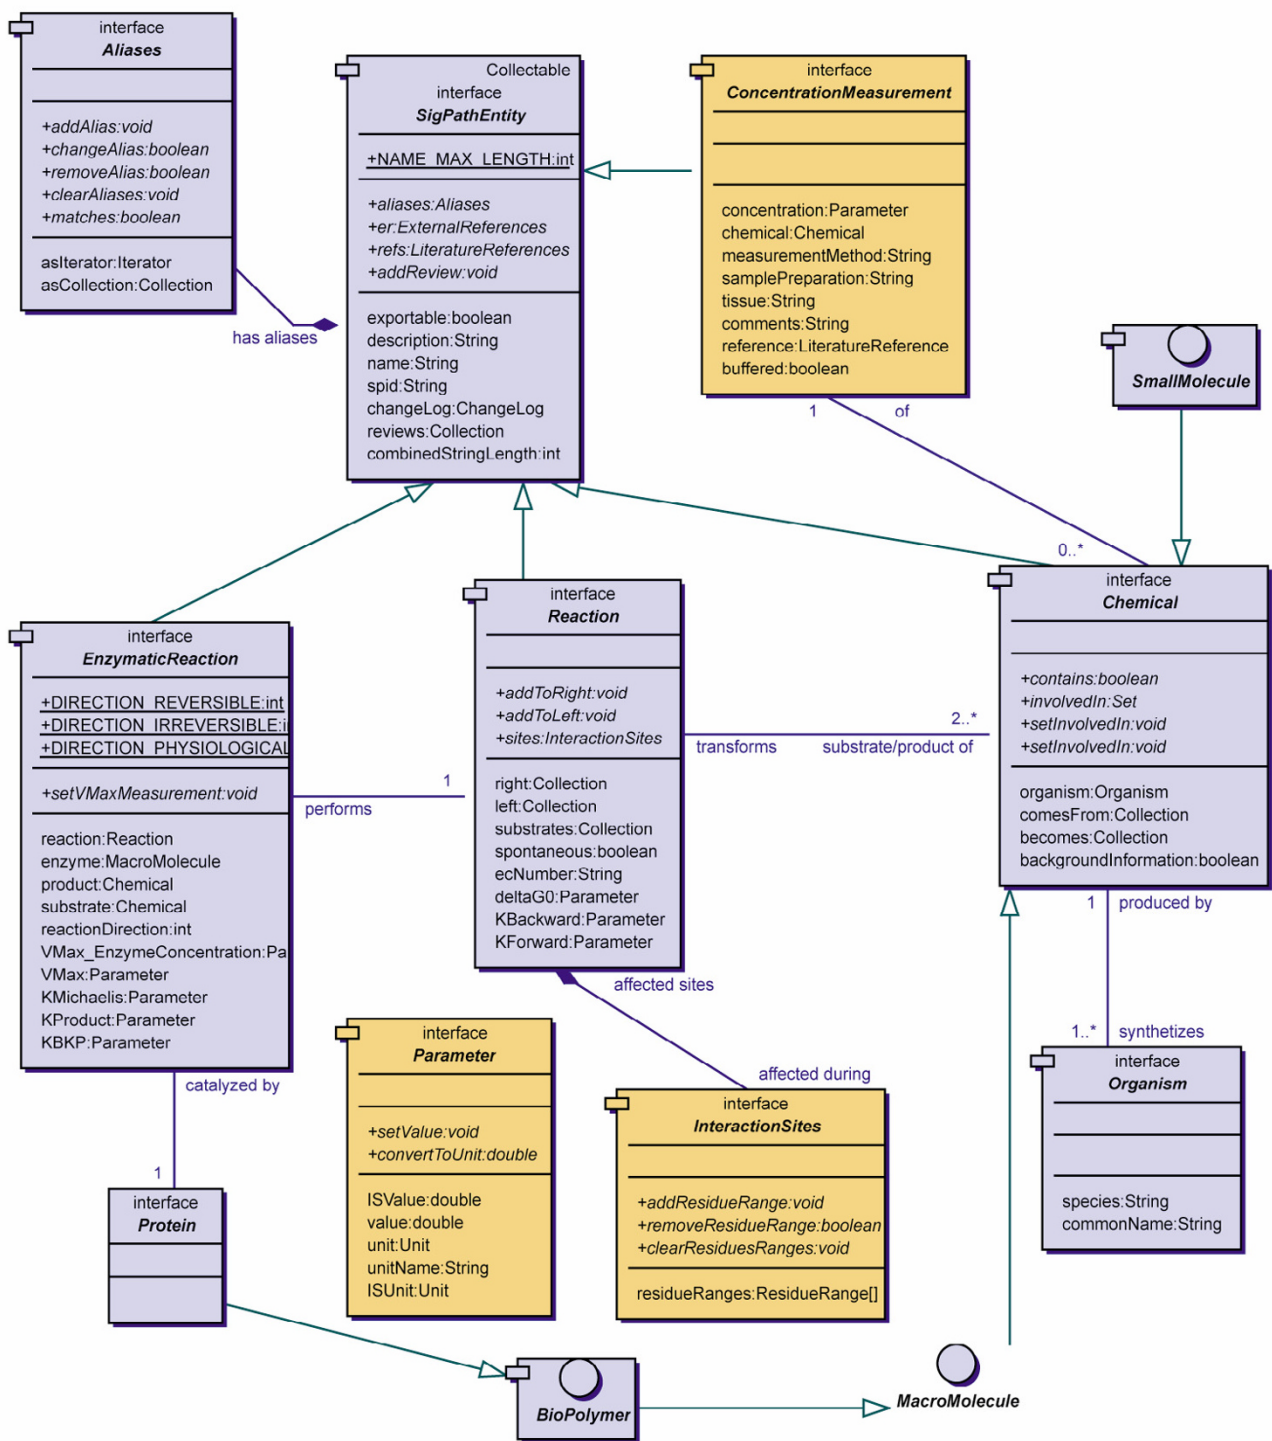 interface
Aliases
+addAlias:void
+changeAlias:boolean
+removeAlias:boolean
+clearAliases:void
+matches:boolean
asIterator:Iterator
asCollection:Collection
has aliases
Collectable
interface
SigPathEntity
+NAME_MAX_LENGTH:int
+aliases:Aliases
+er:ExternalReferences
+refs:LiteratureReferences
+addReview:void
exportable:boolean
description:String
name:String
spid:String
changeLog:ChangeLog
reviews:Collection
combinedStringLength:int
interface
ConcentrationMeasurement
concentration:Parameter
chemical:Chemical
measurementMethod:String
samplePreparation:String
tissue:String
comments:String
reference:LiteratureReference
buffered:boolean
1
of
0..*
SmallMolecule
interface
EnzymaticReaction
+DIRECTION_REVERSIBLE:int
+DIRECTION_IRREVERSIBLE:i
+DIRECTION_PHYSIOLOGICAL
+setVMaxMeasurement:void
reaction:Reaction
enzyme:MacroMolecule
product:Chemical
substrate:Chemical
reactionDirection:int
VMax_EnzymeConcentration:Pa
VMax:Parameter
KMichaelis:Parameter
KProduct:Parameter
KBKP:Parameter
1
performs
interface
Reaction
+addToRight:void
+addToLeft:void
+sites:InteractionSites
right:Collection
left:Collection
substrates:Collection
spontaneous:boolean
ecNumber:String
deltaG0:Parameter
KBackward:Parameter
KForward:Parameter
2..*
transforms
substrate/product of
interface
Chemical
+contains:boolean
+involvedIn:Set
+setInvolvedIn:void
+setInvolvedIn:void
organism:Organism
comesFrom:Collection
becomes:Collection
backgroundInformation:boolean
1
produced by
1..*
synthetizes
affected sites
affected during
catalyzed by
1
interface
Protein
interface
Parameter
+setValue:void
+convertToUnit:double
ISValue:double
value:double
unit:Unit
unitName:String
ISUnit:Unit
interface
InteractionSites
+addResidueRange:void
+removeResidueRange:boolean
+clearResiduesRanges:void
residueRanges:ResidueRange[]
interface
Organism
species:String
commonName:String
BioPolymer
MacroMolecule